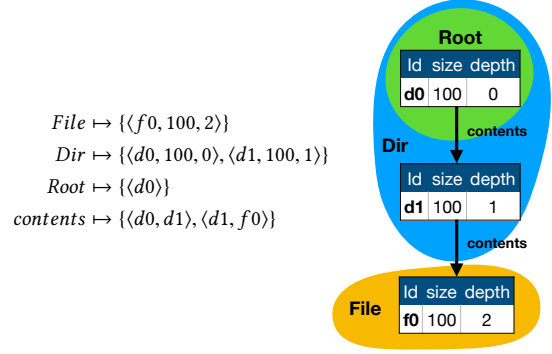 File ↦ {⟨f0, 100, 2⟩}
Dir ↦ {⟨d0, 100, 0⟩, ⟨d1, 100, 1⟩}
Root ↦ {⟨d0⟩}
contents ↦ {⟨d0, d1⟩, ⟨d1, f0⟩}
Root
Id size depth
d0 100 0
contents
Dir
Id size depth
d1 100 1
contents
File
Id size depth
f0 100 2